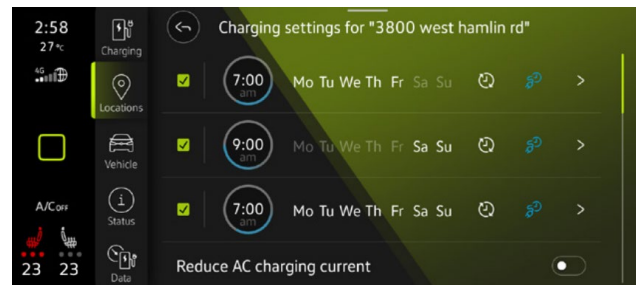 2:58
27°C
4G
A/C OFF
23 23
Charging
Locations
Vehicle
Status
Data
Charging settings for "3800 west hamlin rd"
7:00 am Mo Tu We Th Fr Sa Su
9:00 am Mo Tu We Th Fr Sa Su
7:00 am Mo Tu We Th Fr Sa Su
Reduce AC charging current